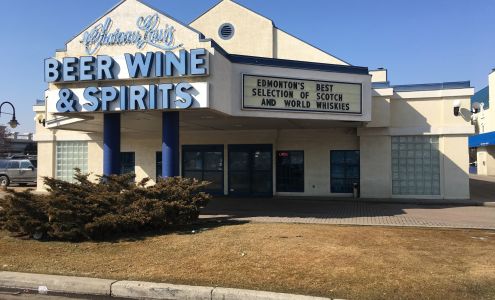 Chateau Louis
BEER WINE
& SPIRITS
EDMONTON'S BEST
SELECTION OF SCOTCH
AND WORLD WHISKIES